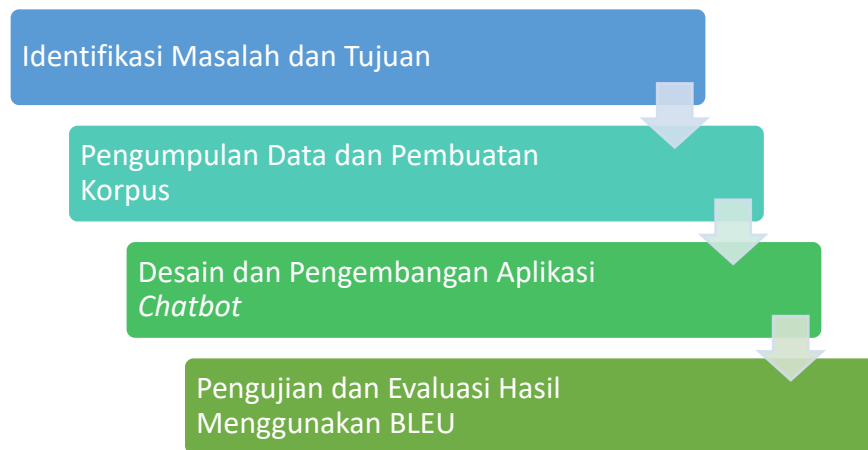 Identifikasi Masalah dan Tujuan
Pengumpulan Data dan Pembuatan
Korpus
Desain dan Pengembangan Aplikasi
Chatbot
Pengujian dan Evaluasi Hasil
Menggunakan BLEU